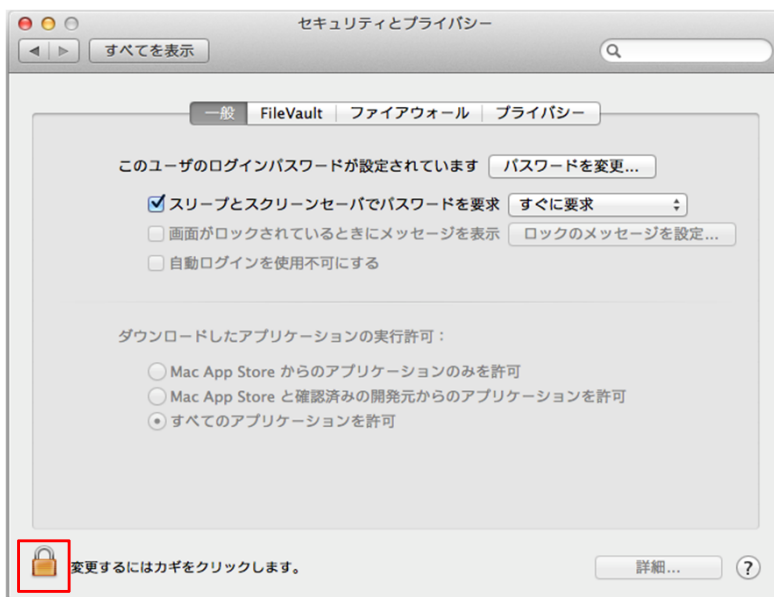 セキュリティとプライバシー
すべてを表示
一般 FileVault ファイアウォール プライバシー
このユーザのログインパスワードが設定されています パスワードを変更...
スリープとスクリーンセーバでパスワードを要求 すぐに要求
画面がロックされているときにメッセージを表示 ロックのメッセージを設定...
自動ログインを使用不可にする
ダウンロードしたアプリケーションの実行許可：
Mac App Store からのアプリケーションのみを許可
Mac App Store と確認済みの開発元からのアプリケーションを許可
すべてのアプリケーションを許可
変更するにはカギをクリックします。 詳細... ?